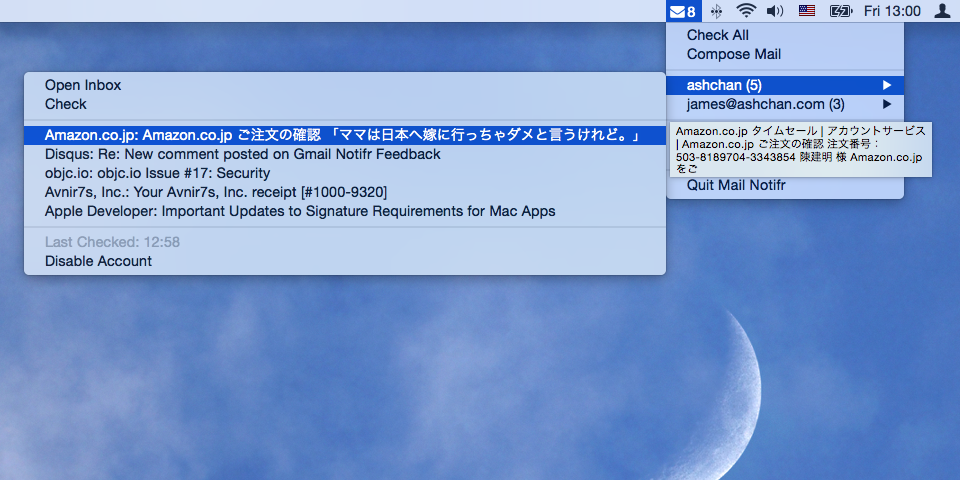 8 Fri 13:00
Check All
Compose Mail
ashchan (5)
james@ashchan.com (3)
Quit Mail Notifr
Open Inbox
Check
Amazon.co.jp: Amazon.co.jp ご注文の確認 「ママは日本へ嫁に行っちゃダメと言うけれど。」
Disqus: Re: New comment posted on Gmail Notifr Feedback
objc.io: objc.io Issue #17: Security
Avnir7s, Inc.: Your Avnir7s, Inc. receipt [#1000-9320]
Apple Developer: Important Updates to Signature Requirements for Mac Apps
Last Checked: 12:58
Disable Account
Amazon.co.jp タイムセール | アカウントサービス
| Amazon.co.jp ご注文の確認 注文番号：
503-8189704-3343854 陳建明 様 Amazon.co.jp
をご